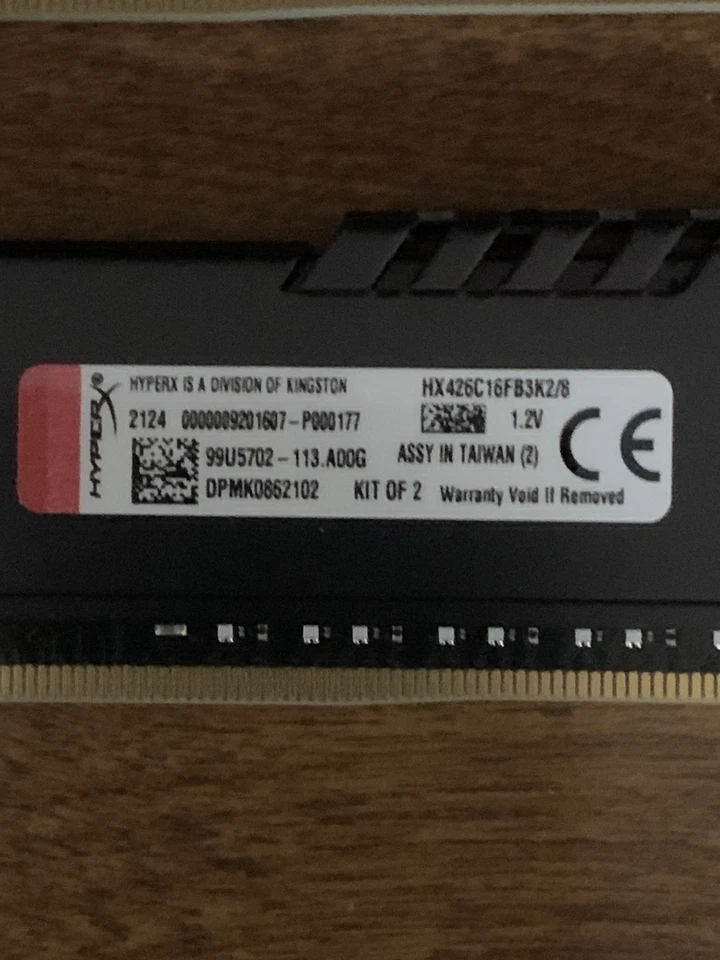 HYPERX
HYPERX IS A DIVISION OF KINGSTON
HX426C16FB3K2/8
2124 0000009201607-P000177
1.2V
99U5702-113.A00G
ASSY IN TAIWAN (2)
CE
DPMK0862102
KIT OF 2
Warranty Void If Removed